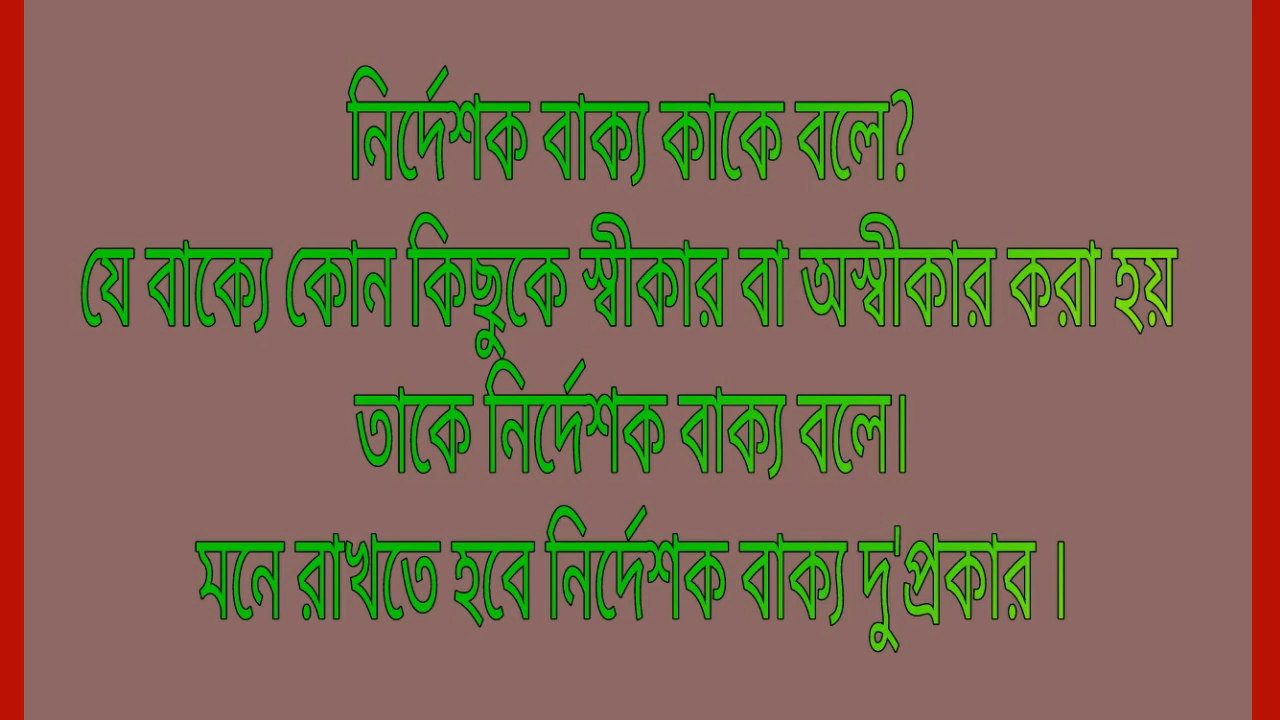 নির্দেশক বাক্য কাকে বলে?
যে বাক্যে কোন কিছুকে স্বীকার বা অস্বীকার করা হয়
তাকে নির্দেশক বাক্য বলে।
মনে রাখতে হবে নির্দেশক বাক্য দু'প্রকার ।